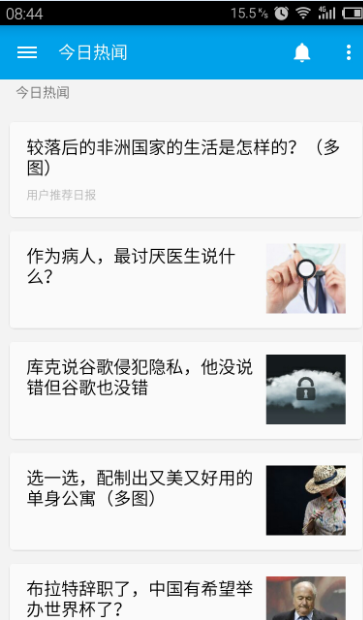 08:44
15.5 K/s
4G
今日热闻
今日热闻
较落后的非洲国家的生活是怎样的？（多
图）
用户推荐日报
作为病人，最讨厌医生说什
么？
库克说谷歌侵犯隐私，他没说
错但谷歌也没错
选一选，配制出又美又好用的
单身公寓（多图）
布拉特辞职了，中国有希望举
办世界杯了？